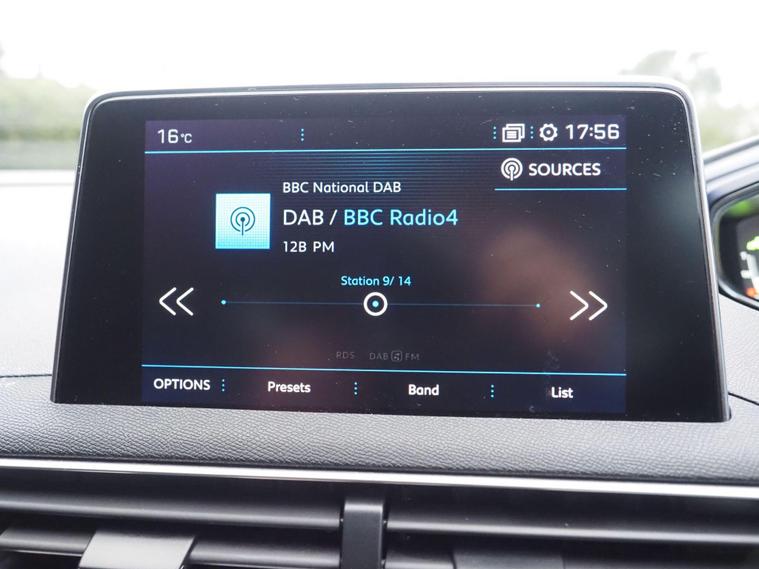 16°C 17:56
SOURCES
BBC National DAB
DAB / BBC Radio4
12B PM
Station 9/ 14
RDS DAB FM
OPTIONS Presets Band List